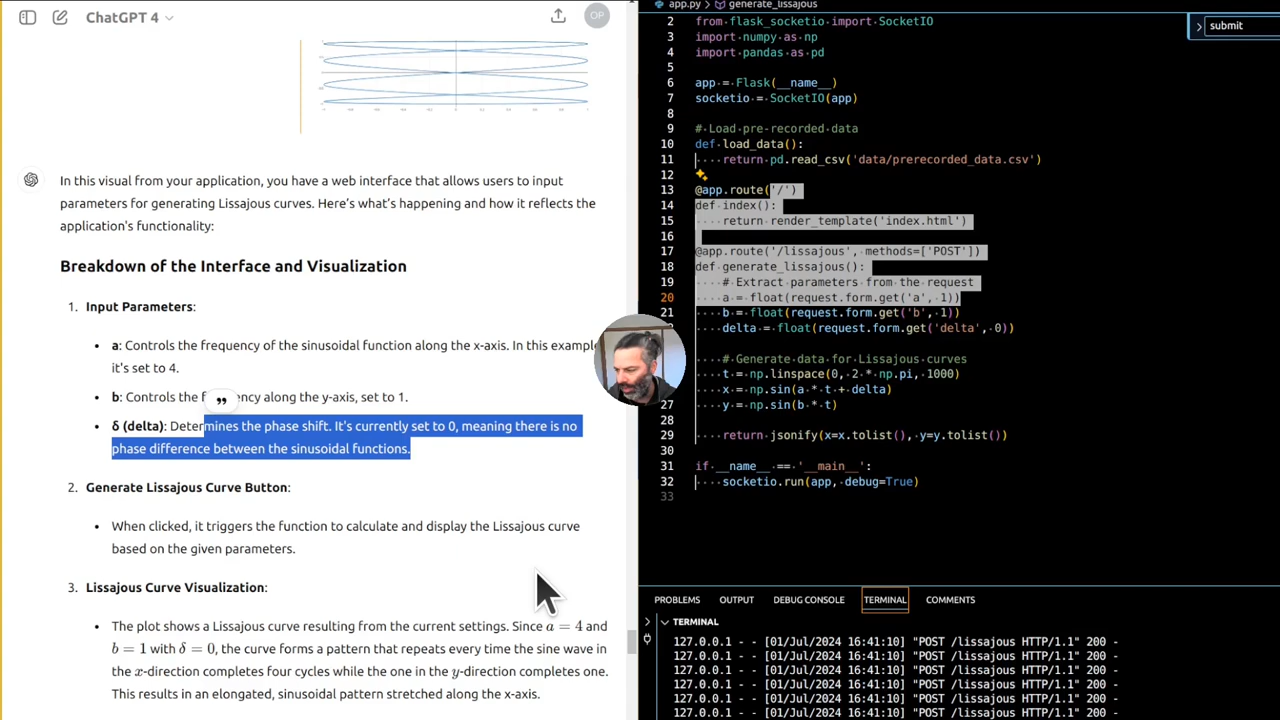 ChatGPT 4
OP
In this visual from your application, you have a web interface that allows users to input
parameters for generating Lissajous curves. Here's what's happening and how it reflects the
application's functionality:
Breakdown of the Interface and Visualization
1. Input Parameters:
• a: Controls the frequency of the sinusoidal function along the x-axis. In this example
it's set to 4.
• b: Controls the f ency along the y-axis, set to 1.
• δ (delta): Determines the phase shift. It's currently set to 0, meaning there is no
phase difference between the sinusoidal functions.
2. Generate Lissajous Curve Button:
• When clicked, it triggers the function to calculate and display the Lissajous curve
based on the given parameters.
3. Lissajous Curve Visualization:
• The plot shows a Lissajous curve resulting from the current settings. Since a = 4 and
b = 1 with δ = 0, the curve forms a pattern that repeats every time the sine wave in
the x-direction completes four cycles while the one in the y-direction completes one.
This results in an elongated, sinusoidal pattern stretched along the x-axis.
app.py > generate_lissajous
submit
2 from flask_socketio import SocketIO
3 import numpy as np
4 import pandas as pd
5
6 app = Flask(__name__)
7 socketio = SocketIO(app)
8
9 # Load pre-recorded data
10 def load_data():
11 return pd.read_csv('data/prerecorded_data.csv')
12
13 @app.route('/')
14 def index():
15 return render_template('index.html')
16
17 @app.route('/lissajous', methods=['POST'])
18 def generate_lissajous():
19 # Extract parameters from the request
20 a = float(request.form.get('a', 1))
21 b = float(request.form.get('b', 1))
delta = float(request.form.get('delta', 0))
# Generate data for Lissajous curves
t = np.linspace(0, 2 * np.pi, 1000)
x = np.sin(a * t + delta)
27 y = np.sin(b * t)
28
29 return jsonify(x=x.tolist(), y=y.tolist())
30
31 if __name__ == '__main__':
32 socketio.run(app, debug=True)
33
PROBLEMS OUTPUT DEBUG CONSOLE TERMINAL COMMENTS
TERMINAL
127.0.0.1 - - [01/Jul/2024 16:41:10] "POST /lissajous HTTP/1.1" 200 -
127.0.0.1 - - [01/Jul/2024 16:41:10] "POST /lissajous HTTP/1.1" 200 -
127.0.0.1 - - [01/Jul/2024 16:41:10] "POST /lissajous HTTP/1.1" 200 -
127.0.0.1 - - [01/Jul/2024 16:41:10] "POST /lissajous HTTP/1.1" 200 -
127.0.0.1 - - [01/Jul/2024 16:41:10] "POST /lissajous HTTP/1.1" 200 -
127.0.0.1 - - [01/Jul/2024 16:41:10] "POST /lissajous HTTP/1.1" 200 -